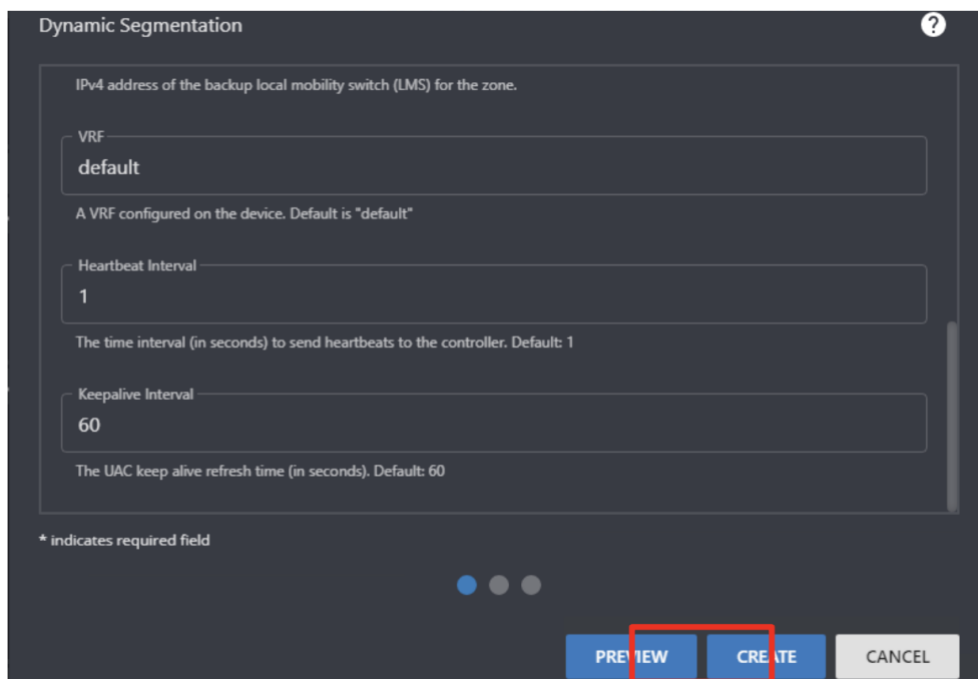 Dynamic Segmentation
?
IPv4 address of the backup local mobility switch (LMS) for the zone.
VRF
default
A VRF configured on the device. Default is "default"
Heartbeat Interval
1
The time interval (in seconds) to send heartbeats to the controller. Default: 1
Keepalive Interval
60
The UAC keep alive refresh time (in seconds). Default: 60
* indicates required field
PREVIEW CREATE CANCEL